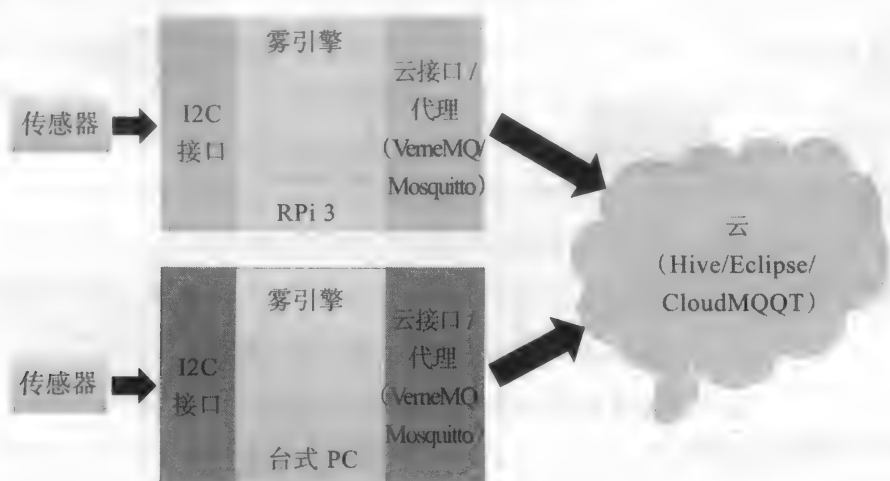 传感器
I2C
接口
雾引擎
RPi 3
云接口/
代理
(VerneMQ/
Mosquitto)
传感器
I2C
接口
雾引擎
台式 PC
云接口/
代理
(VerneMQ/
Mosquitto)
云
(Hive/Eclipse/
CloudMQQT)